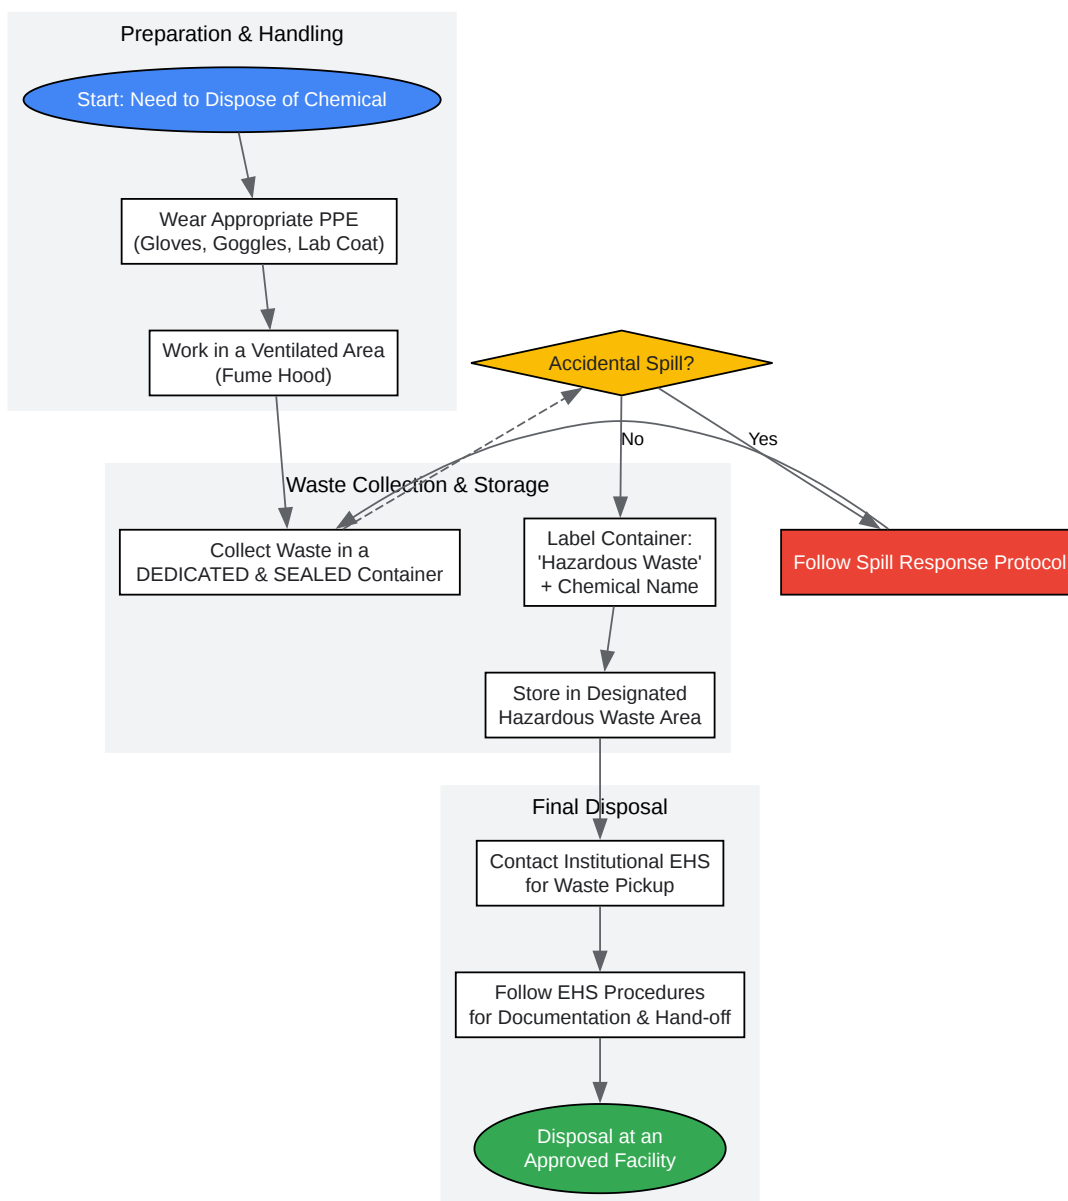 Preparation & Handling
Start: Need to Dispose of Chemical
Wear Appropriate PPE
(Gloves, Goggles, Lab Coat)
Work in a Ventilated Area
(Fume Hood)
Accidental Spill?
No
Yes
Waste Collection & Storage
Collect Waste in a
DEDICATED & SEALED Container
Label Container:
'Hazardous Waste'
+ Chemical Name
Follow Spill Response Protocol
Store in Designated
Hazardous Waste Area
Final Disposal
Contact Institutional EHS
for Waste Pickup
Follow EHS Procedures
for Documentation & Hand-off
Disposal at an
Approved Facility